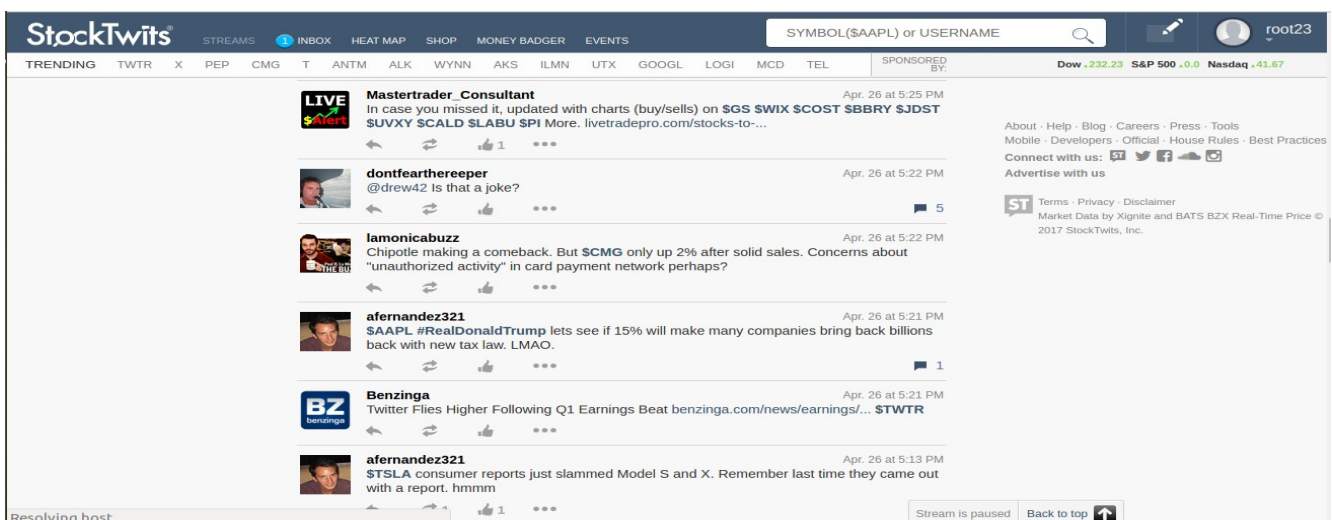 StockTwits STREAMS 1 INBOX HEAT MAP SHOP MONEY BADGER EVENTS SYMBOL($AAPL) or USERNAME root23
TRENDING TWTR X PEP CMG T ANTM ALK WYNN AKS ILMN UTX GOOGL LOGI MCD TEL SPONSORED BY: Dow 232.23 S&P 500 0.0 Nasdaq 41.67
LIVE
$Alert
Mastertrader_Consultant Apr. 26 at 5:25 PM
In case you missed it, updated with charts (buy/sells) on $GS $WIX $COST $BBRY $JDST
$UVXY $CALD $LABU $PI More. livetradepro.com/stocks-to-...
1
dontfearthereeper Apr. 26 at 5:22 PM
@drew42 Is that a joke?
5
lamonicabuzz Apr. 26 at 5:22 PM
Chipotle making a comeback. But $CMG only up 2% after solid sales. Concerns about
"unauthorized activity" in card payment network perhaps?
THE BU
afernandez321 Apr. 26 at 5:21 PM
$AAPL #RealDonaldTrump lets see if 15% will make many companies bring back billions
back with new tax law. LMAO.
1
BZ
benzinga
Benzinga Apr. 26 at 5:21 PM
Twitter Flies Higher Following Q1 Earnings Beat benzinga.com/news/earnings/... $TWTR
afernandez321 Apr. 26 at 5:13 PM
$TSLA consumer reports just slammed Model S and X. Remember last time they came out
with a report. hmmm
1 1
About · Help · Blog · Careers · Press · Tools
Mobile · Developers · Official · House Rules · Best Practices
Connect with us: ST
Advertise with us
ST
Terms · Privacy · Disclaimer
Market Data by Xignite and BATS BZX Real-Time Price ©
2017 StockTwits, Inc.
Stream is paused Back to top
Resolving host